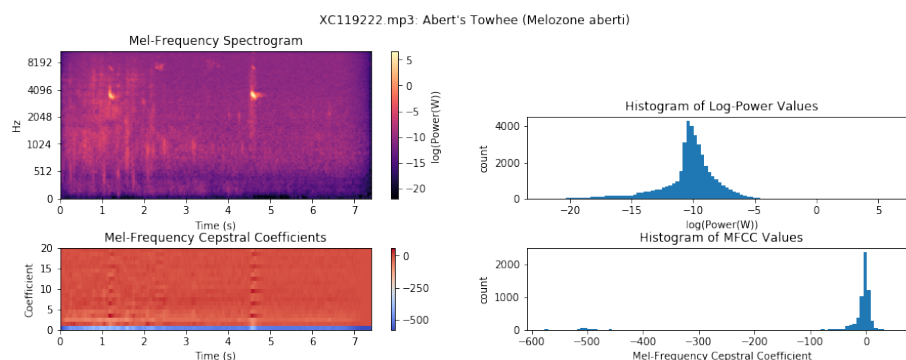 XC119222.mp3: Abert's Towhee (Melozone aberti)
Mel-Frequency Spectrogram
8192
4096
2048
1024
512
0
Hz
0 1 2 3 4 5 6 7
Time (s)
5
0
−5
−10
−15
−20
log(Power(W))
Histogram of Log-Power Values
4000
2000
0
count
−20 −15 −10 −5 0 5
log(Power(W))
Mel-Frequency Cepstral Coefficients
20
15
10
5
0
Coefficient
0 1 2 3 4 5 6 7
Time (s)
0
−250
−500
Histogram of MFCC Values
2000
1000
0
count
−600 −500 −400 −300 −200 −100 0
Mel-Frequency Cepstral Coefficient